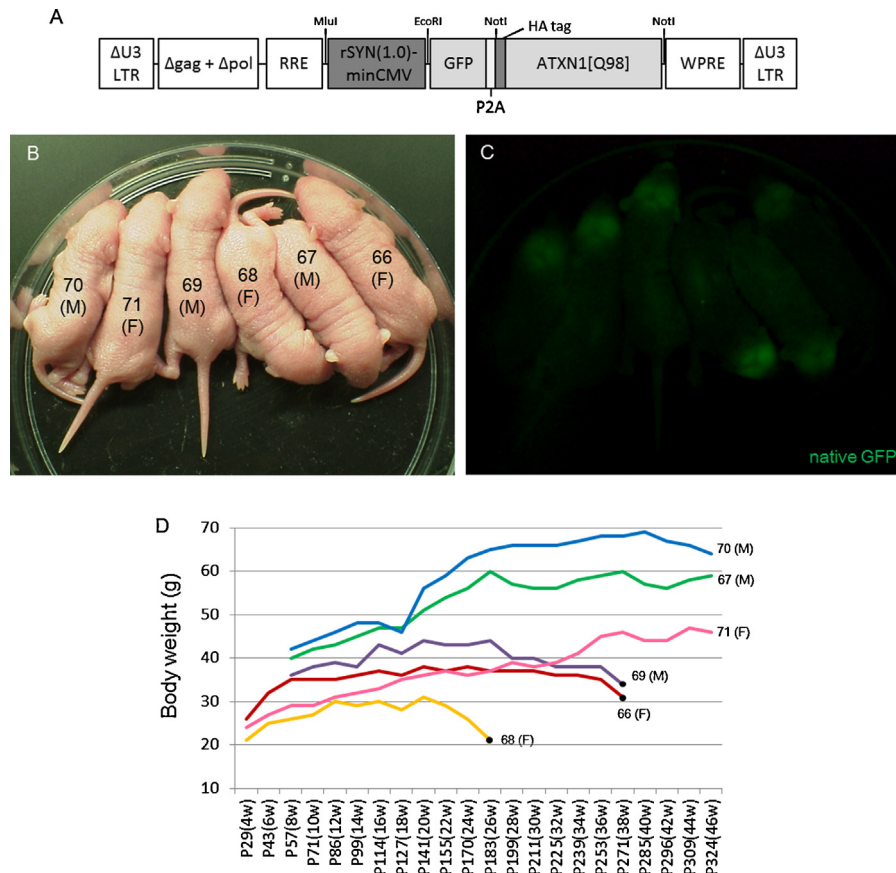 A
MluI EcoRI NotI HA tag NotI
ΔU3 LTR
Δgag + Δpol
RRE
rSYN(1.0)-
minCMV
GFP
ATXN1[Q98]
WPRE
ΔU3 LTR
P2A
B
70
(M)
71
(F)
69
(M)
68
(F)
67
(M)
66
(F)
C
native GFP
D
Body weight (g)
70
60
50
40
30
20
10
70 (M)
67 (M)
71 (F)
69 (M)
66 (F)
68 (F)
P29(4w)
P43(6w)
P57(8w)
P71(10w)
P86(12w)
P99(14w)
P114(16w)
P127(18w)
P141(20w)
P155(22w)
P170(24w)
P183(26w)
P199(28w)
P211(30w)
P225(32w)
P239(34w)
P253(36w)
P271(38w)
P285(40w)
P296(42w)
P309(44w)
P324(46w)